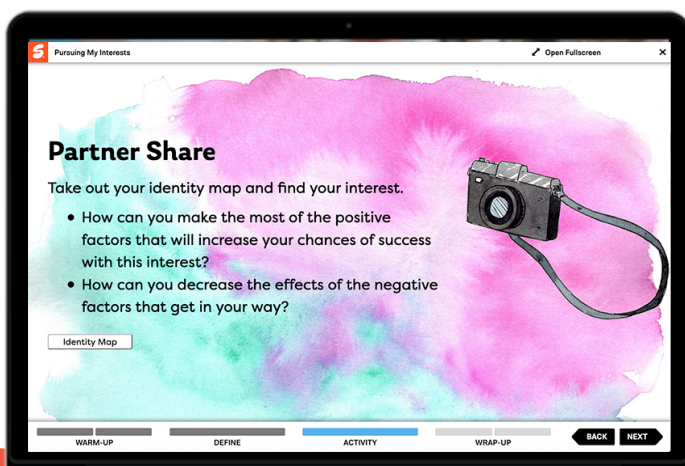 S Pursuing My Interests Open Fullscreen X
Partner Share
Take out your identity map and find your interest.
• How can you make the most of the positive
factors that will increase your chances of success
with this interest?
• How can you decrease the effects of the negative
factors that get in your way?
Identity Map
WARM-UP DEFINE ACTIVITY WRAP-UP BACK NEXT